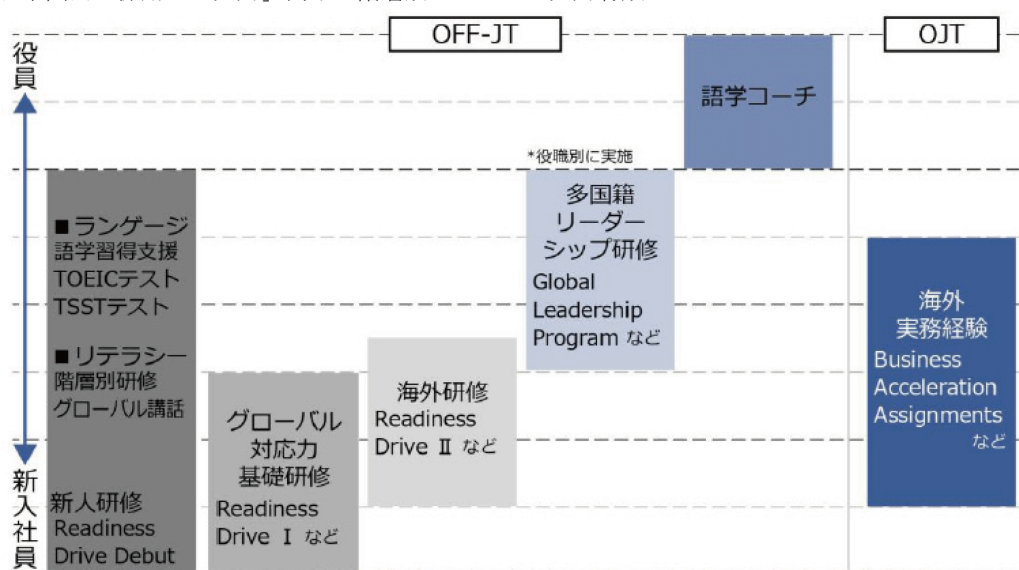 OFF-JT
OJT
役員
新入社員
■ランゲージ
語学習得支援
TOEICテスト
TSSTテスト
■リテラシー
階層別研修
グローバル講話
新人研修
Readiness
Drive Debut
グローバル
対応力
基礎研修
Readiness
Drive Ⅰ など
海外研修
Readiness
Drive Ⅱ など
*役職別に実施
多国籍
リーダー
シップ研修
Global
Leadership
Program など
語学コーチ
海外
実務経験
Business
Acceleration
Assignments
など